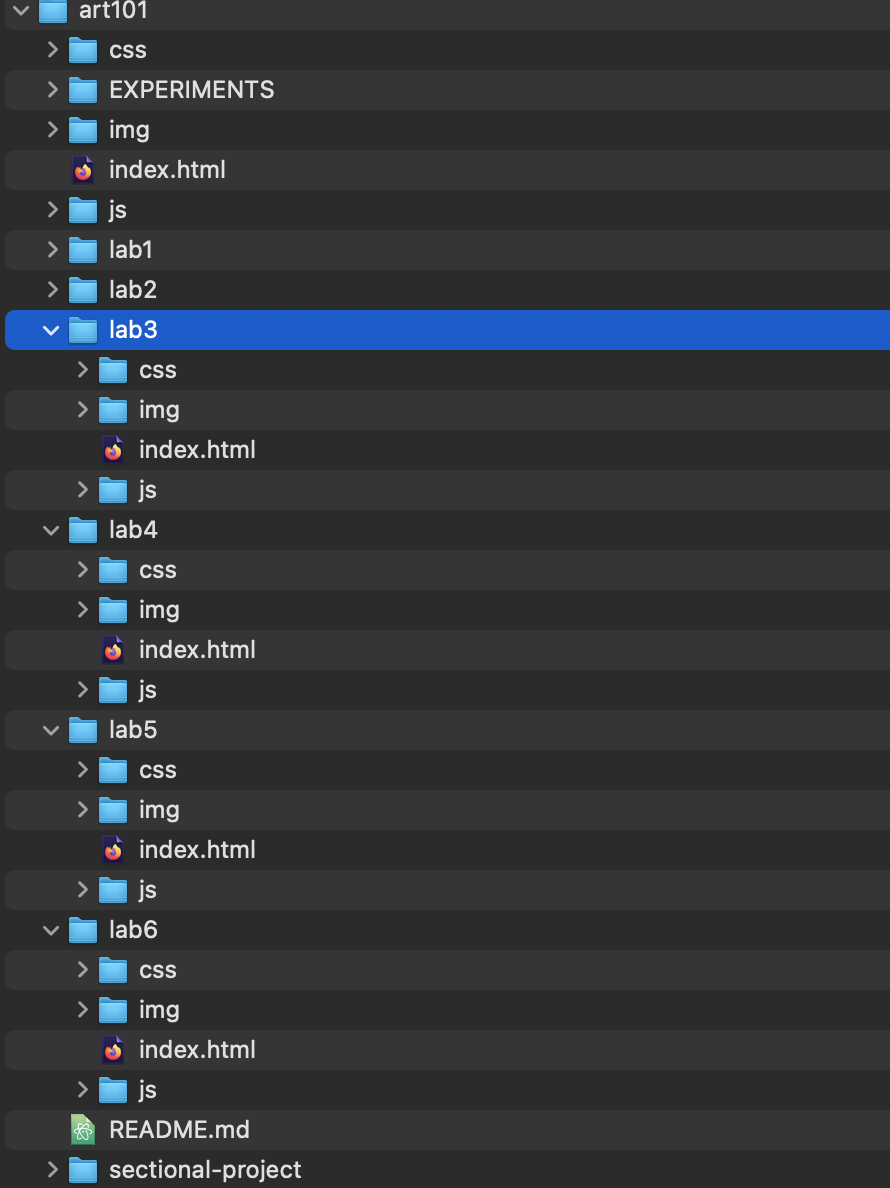 art101
css
EXPERIMENTS
img
index.html
js
lab1
lab2
lab3
css
img
index.html
js
lab4
css
img
index.html
js
lab5
css
img
index.html
js
lab6
css
img
index.html
js
README.md
sectional-project